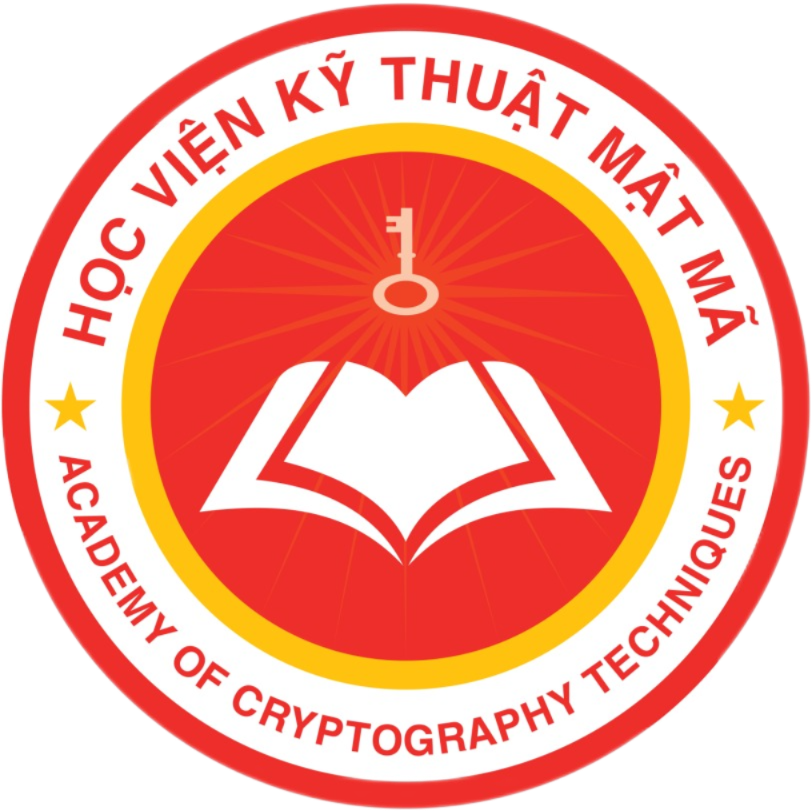 HỌC VIỆN KỸ THUẬT MẬT MÃ
ACADEMY OF CRYPTOGRAPHY TECHNIQUES